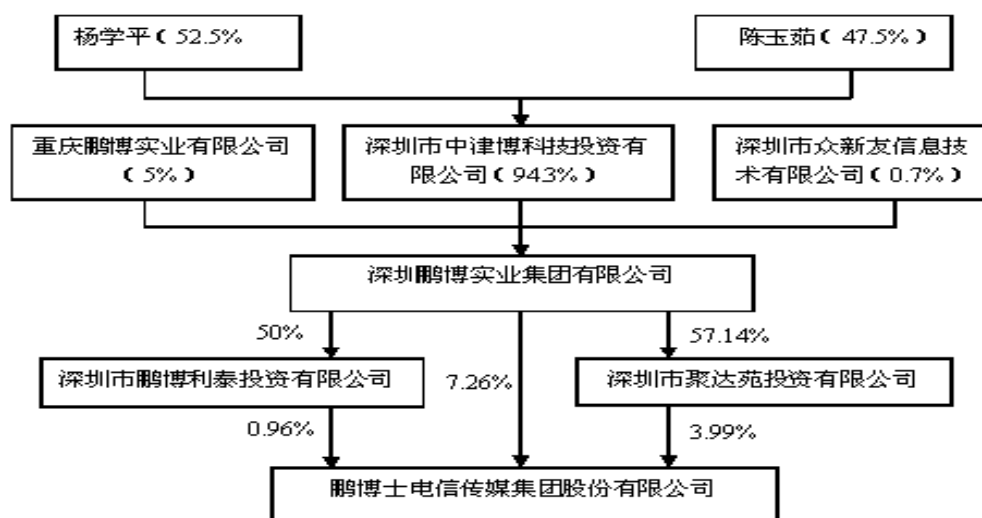 杨学平（52.5%
陈玉茹（47.5%）
重庆鹏博实业有限公司
（5%）
深圳市中津博科技投资有
限公司（94.3%）
深圳市众新友信息技
术有限公司（0.7%）
深圳鹏博实业集团有限公司
50%
57.14%
深圳市鹏博利泰投资有限公司
7.26%
深圳市聚达苑投资有限公司
0.96%
3.99%
鹏博士电信传媒集团股份有限公司